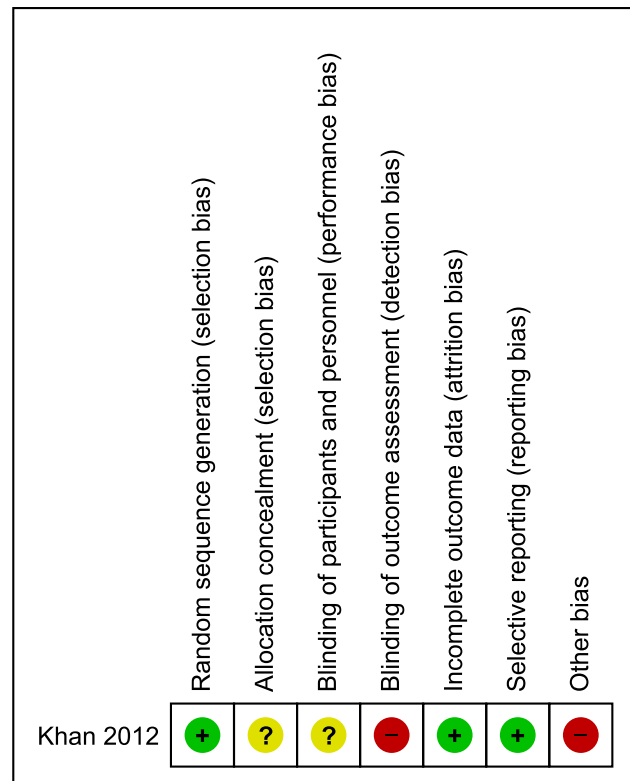 Random sequence generation (selection bias)
Allocation concealment (selection bias)
Blinding of participants and personnel (performance bias)
Blinding of outcome assessment (detection bias)
Incomplete outcome data (attrition bias)
Selective reporting (reporting bias)
Other bias
Khan 2012 + ? ? – + + –